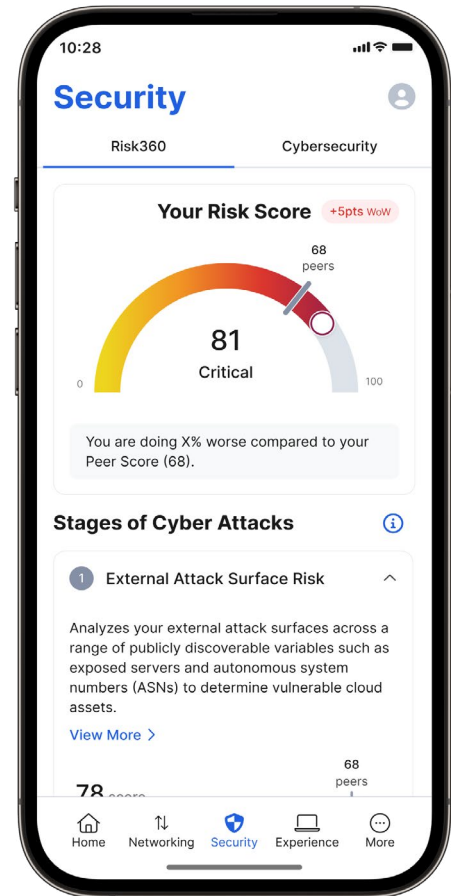 10:28
Security
Risk360
Cybersecurity
Your Risk Score
+5pts WoW
68
peers
81
Critical
0
100
You are doing X% worse compared to your
Peer Score (68).
Stages of Cyber Attacks
1
External Attack Surface Risk
Analyzes your external attack surfaces across a
range of publicly discoverable variables such as
exposed servers and autonomous system
numbers (ASNs) to determine vulnerable cloud
assets.
View More
68
peers
78 score
Home
Networking
Security
Experience
More